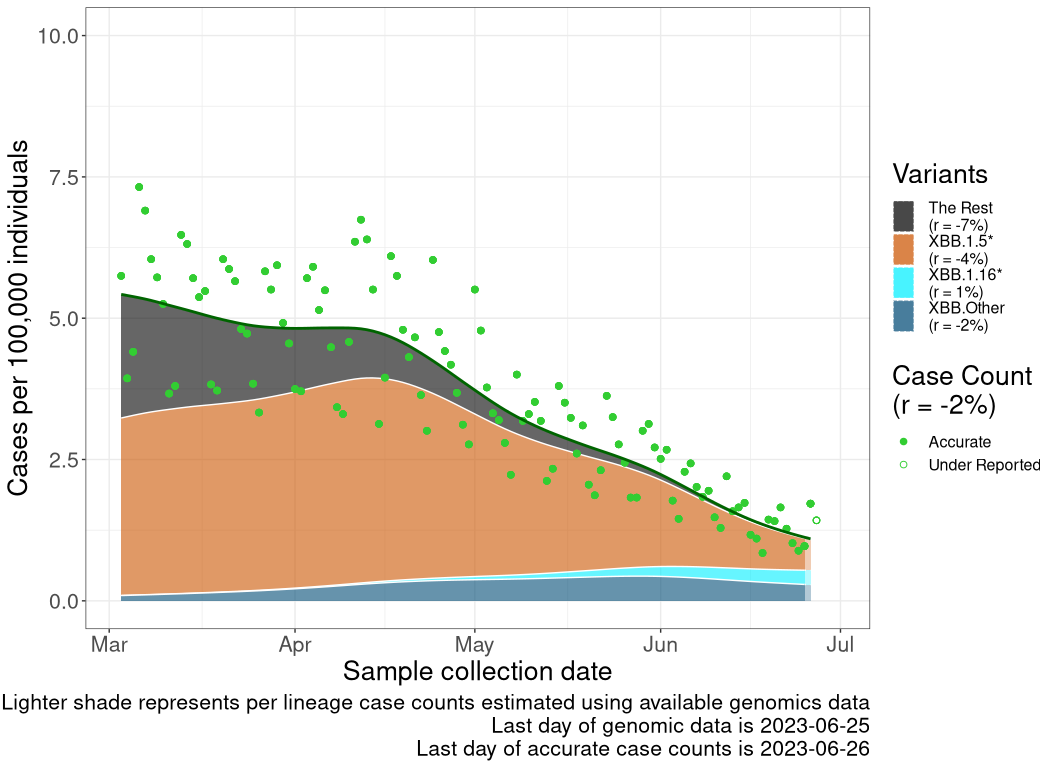 10.0
7.5
5.0
2.5
0.0
Cases per 100,000 individuals
Mar Apr May Jun Jul
Sample collection date
Variants
The Rest
(r = -7%)
XBB.1.5*
(r = -4%)
XBB.1.16*
(r = 1%)
XBB.Other
(r = -2%)
Case Count
(r = -2%)
Accurate
Under Reported
Lighter shade represents per lineage case counts estimated using available genomics data
Last day of genomic data is 2023-06-25
Last day of accurate case counts is 2023-06-26